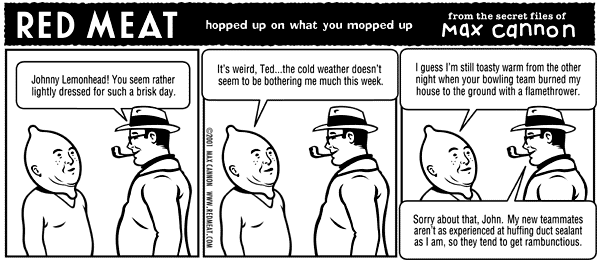 RED MEAT
hopped up on what you mopped up
from the secret files of
MAX CANNON
Johnny Lemonhead! You seem rather
lightly dressed for such a brisk day.
©2001 MAX CANNON WWW.REDMEAT.COM
It's weird, Ted...the cold weather doesn't
seem to be bothering me much this week.
I guess I'm still toasty warm from the other
night when your bowling team burned my
house to the ground with a flamethrower.
Sorry about that, John. My new teammates
aren't as experienced at huffing duct sealant
as I am, so they tend to get rambunctious.